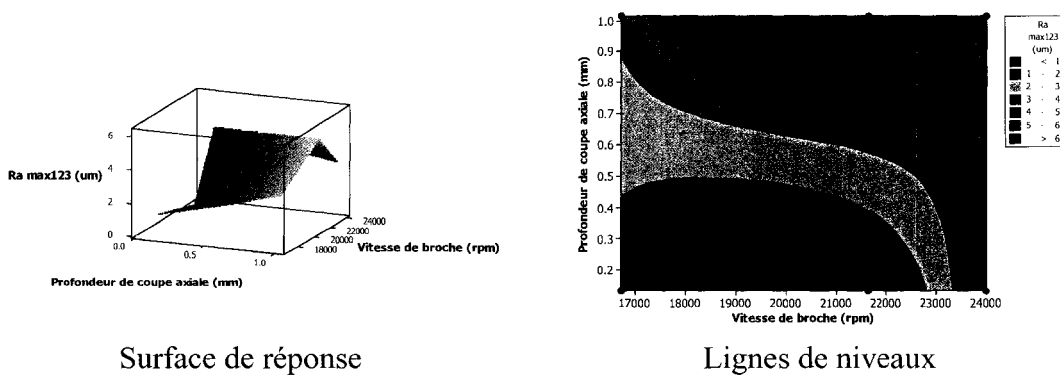 6
4
2
0
Ra max123 (um)
0.0
0.5
1.0
Profondeur de coupe axiale (mm)
18000
20000
22000
24000
Vitesse de broche (rpm)
Surface de réponse
1.0
0.9
0.8
0.7
0.6
0.5
0.4
0.3
0.2
Profondeur de coupe axiale (mm)
17000 18000 19000 20000 21000 22000 23000 24000
Vitesse de broche (rpm)
Ra
max123
(um)
< 1
1 - 2
2 - 3
3 - 4
4 - 5
5 - 6
> 6
Lignes de niveaux